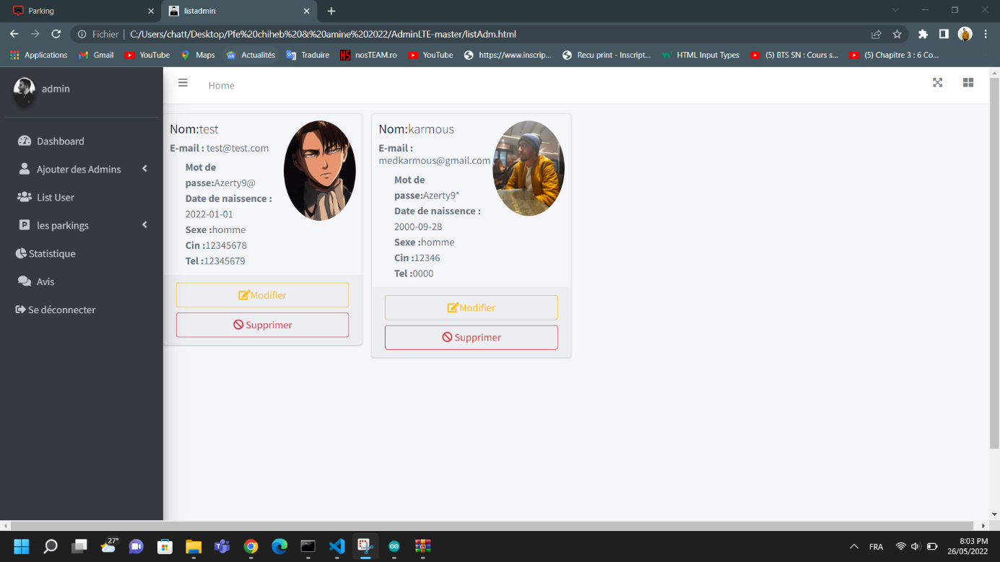 Parking
listadmin
Fichier
C:/Users/chatt/Desktop/Pfe%20chiheb%20&%20amine%202022/AdminLTE-master/listAdm.html
Applications
Gmail
YouTube
Maps
Actualités
Traduire
nosTEAM.ro
YouTube
https://www.inscrip...
Recu print - Inscript...
HTML Input Types
(5) BTS SN : Cours s...
(5) Chapitre 3 : 6 Co...
admin
Home
Dashboard
Ajouter des Admins
List User
les parkings
Statistique
Avis
Se déconnecter
Nom:test
E-mail : test@test.com
Mot de
passe:Azerty9@
Date de naissence :
2022-01-01
Sexe :homme
Cin :12345678
Tel :12345679
Modifier
Supprimer
Nom:karmous
E-mail :
medkarmous@gmail.com
Mot de
passe:Azerty9*
Date de naissence :
2000-09-28
Sexe :homme
Cin :12346
Tel :0000
Modifier
Supprimer
27°
FRA
8:03 PM
26/05/2022